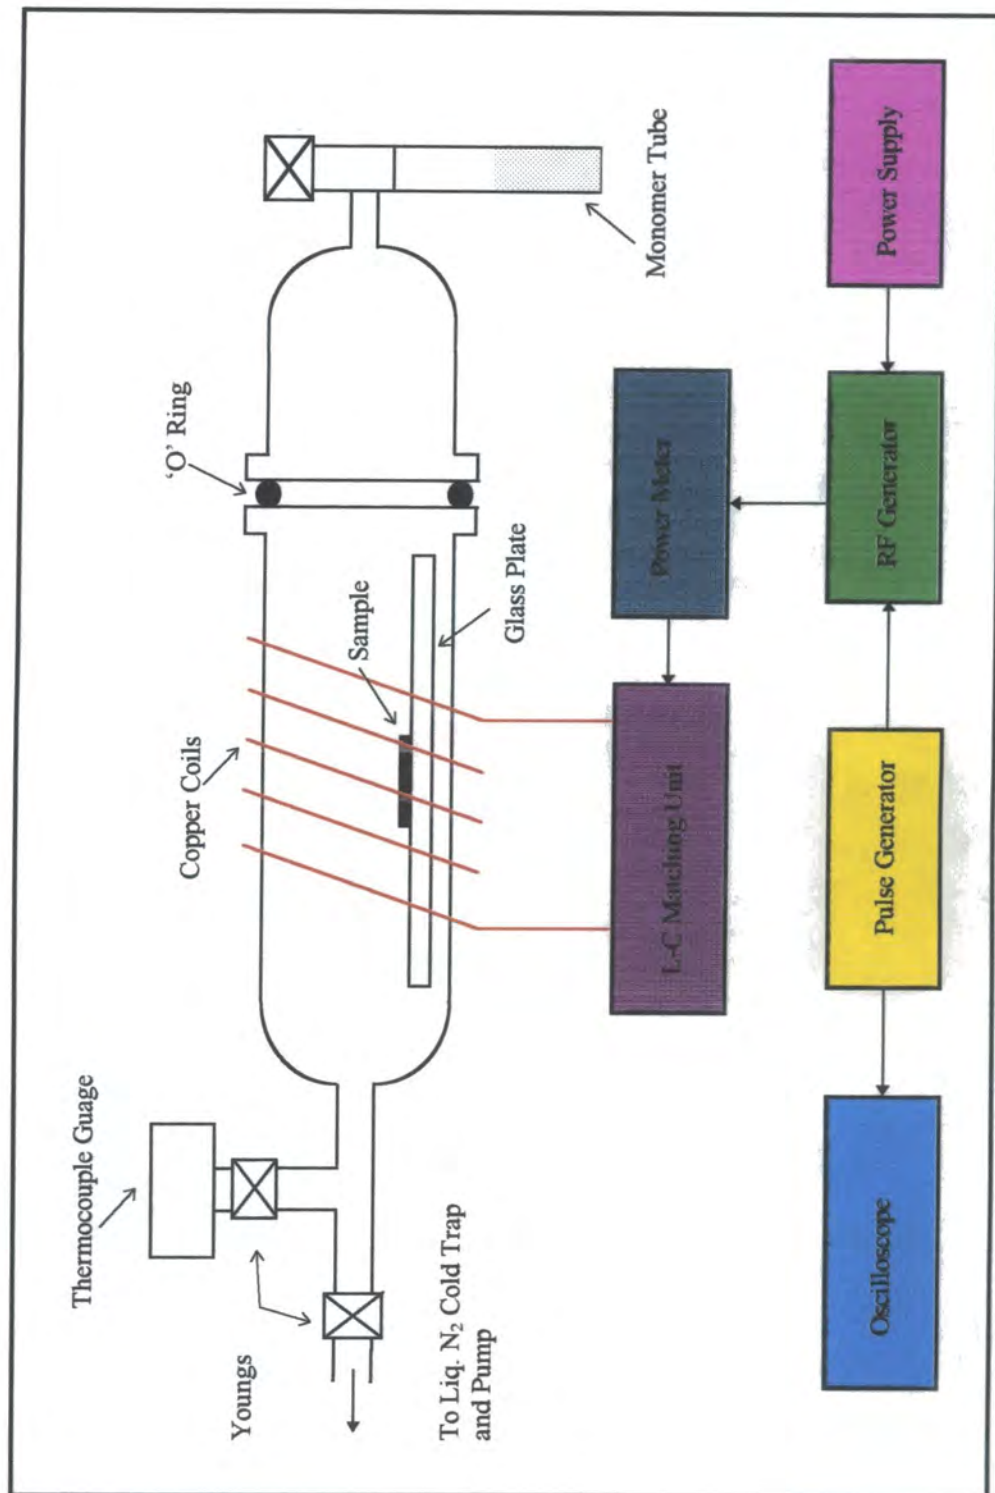 Thermocouple Guage
Youngs
To Liq. N₂ Cold Trap
and Pump
Copper Coils
Sample
Glass Plate
'O' Ring
Monomer Tube
L-C Matching Unit
Power Meter
Oscilloscope
Pulse Generator
RF Generator
Power Supply